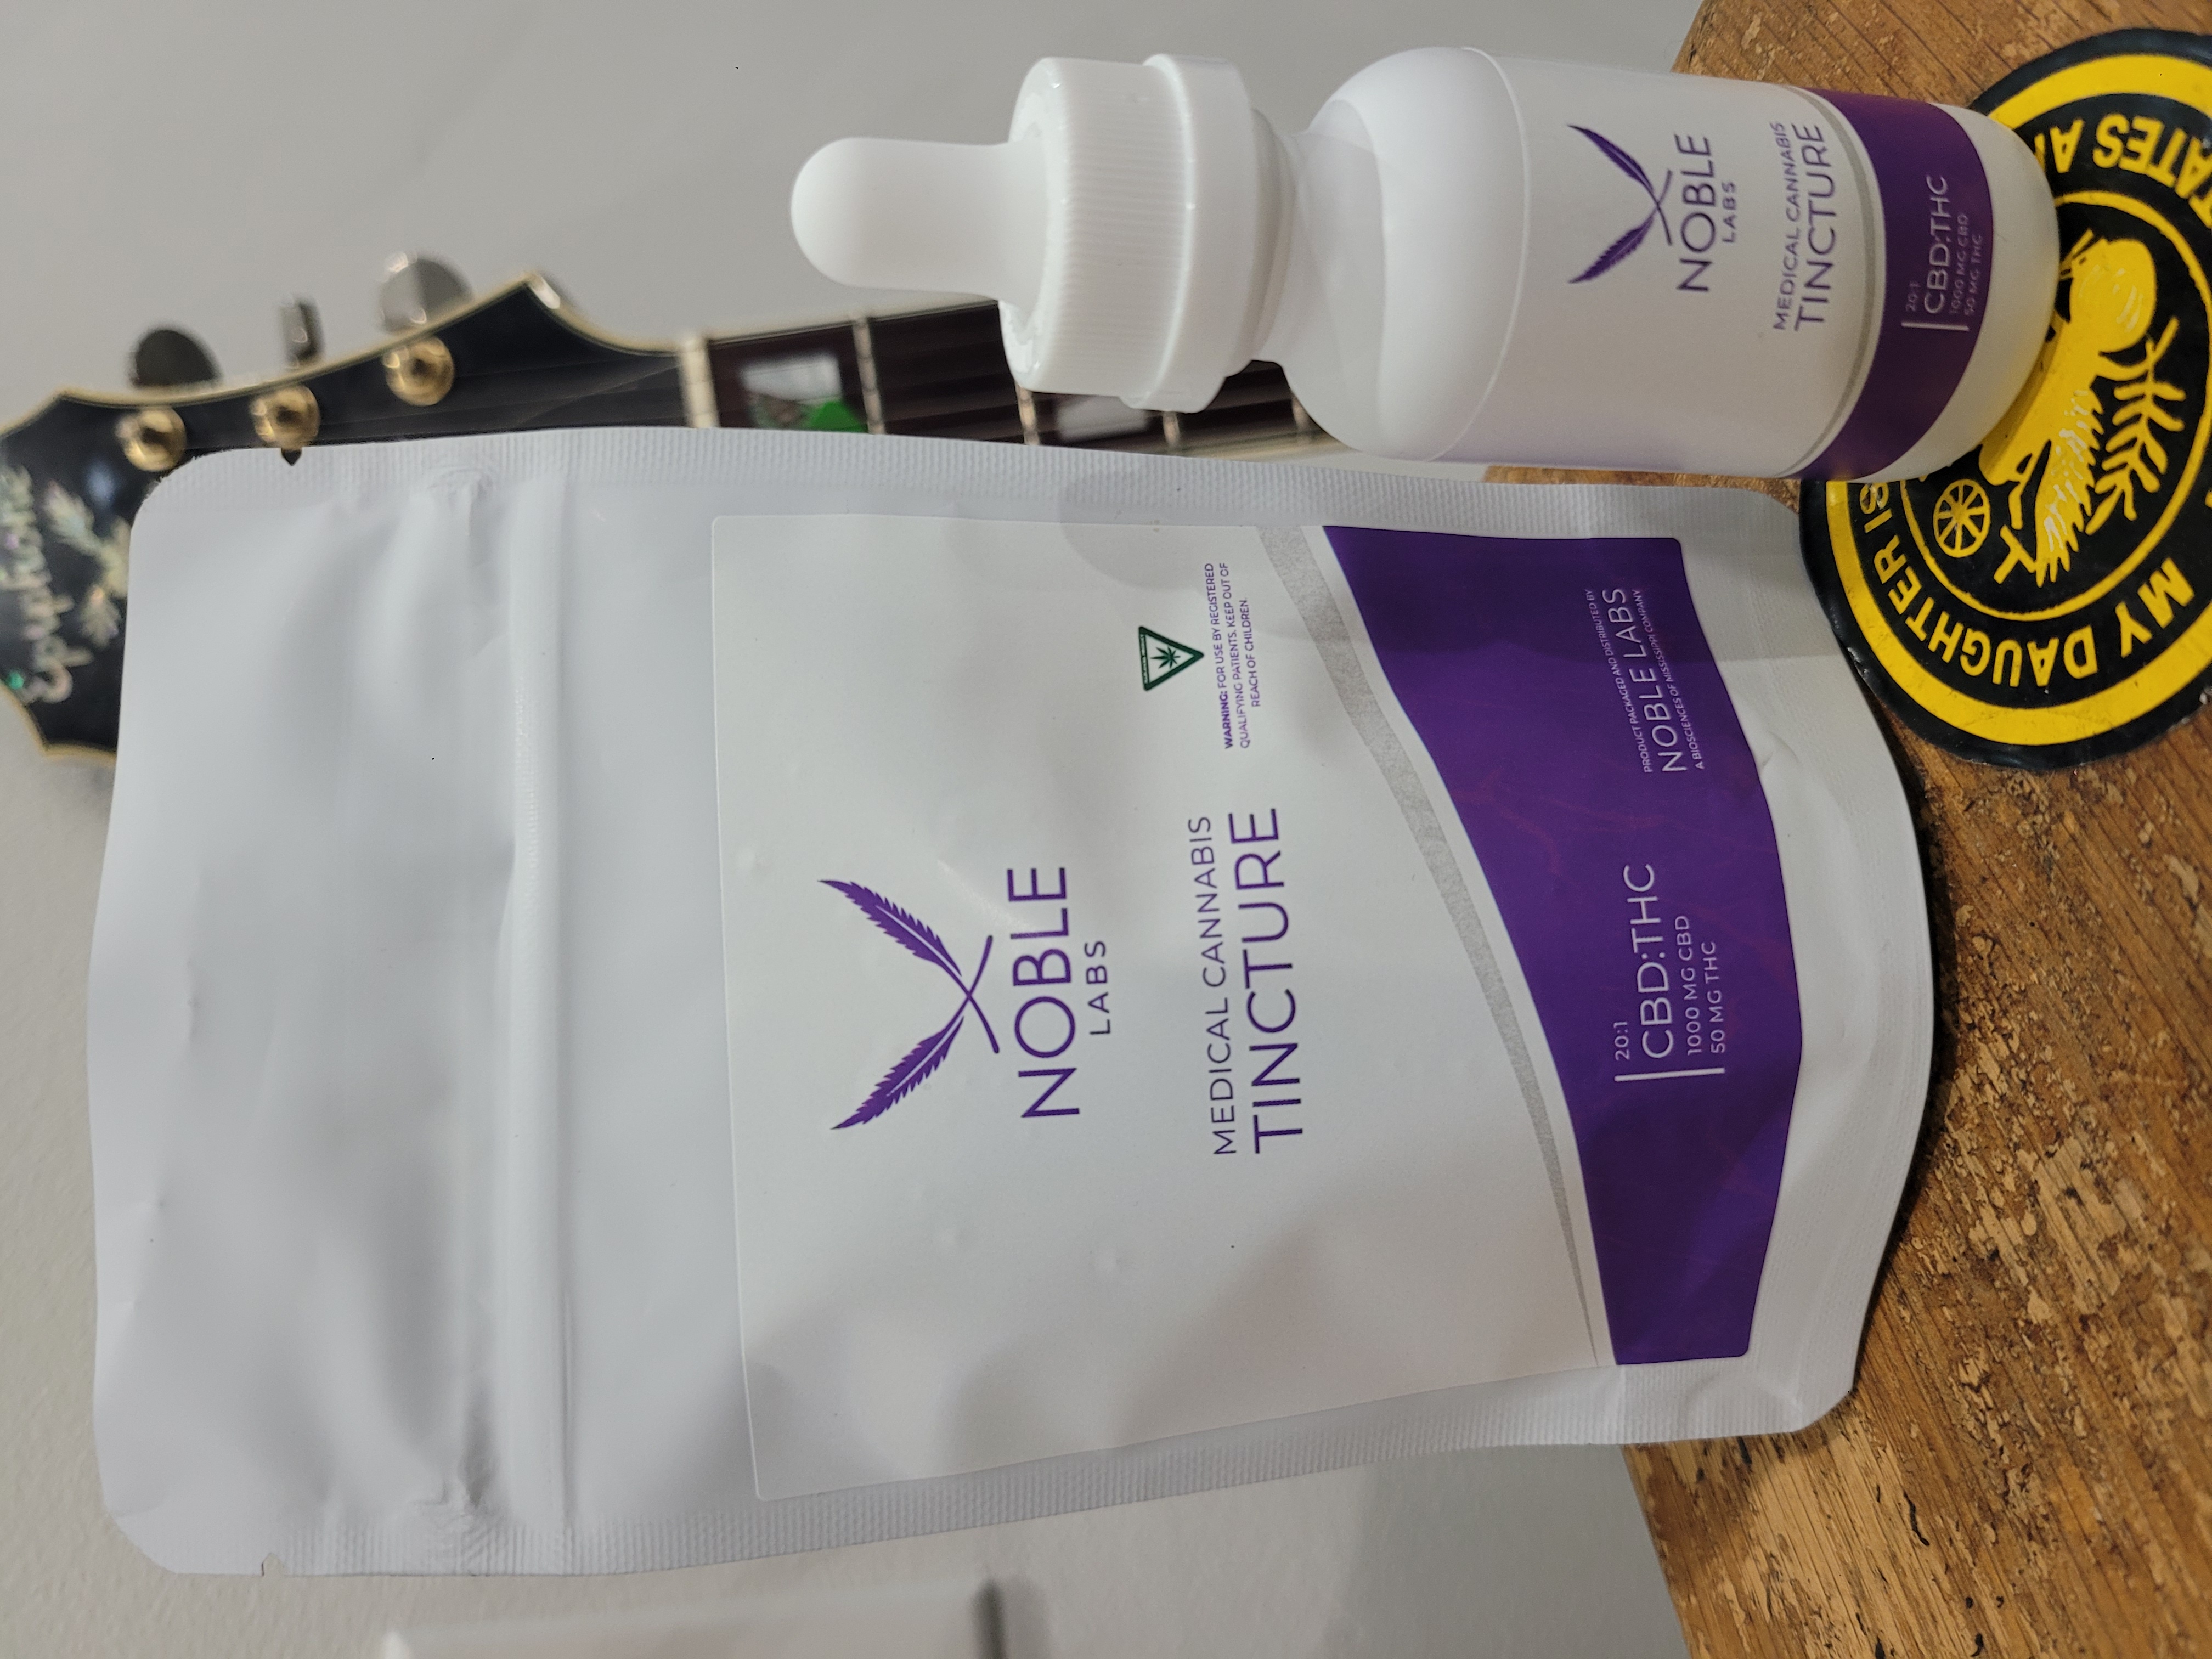 Epiphone
NOBLE
LABS
MEDICAL CANNABIS
TINCTURE
WARNING: FOR USE BY REGISTERED
QUALIFYING PATIENTS. KEEP OUT OF
REACH OF CHILDREN.
20:1
CBD:THC
1000 MG CBD
50 MG THC
PRODUCT PACKAGED AND DISTRIBUTED BY
NOBLE LABS
A BIOSCIENCES OF MISSISSIPPI COMPANY
NOBLE
LABS
MEDICAL CANNABIS
TINCTURE
20:1
CBD:THC
1000 MG CBD
50 MG THC
MY DAUGHTER IS